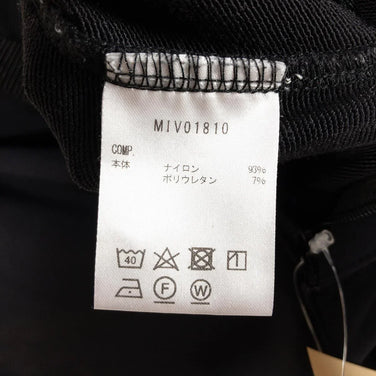 MIV01810
COMP.
本体 ナイロン 93%
ポリウレタン 7%
40
F W